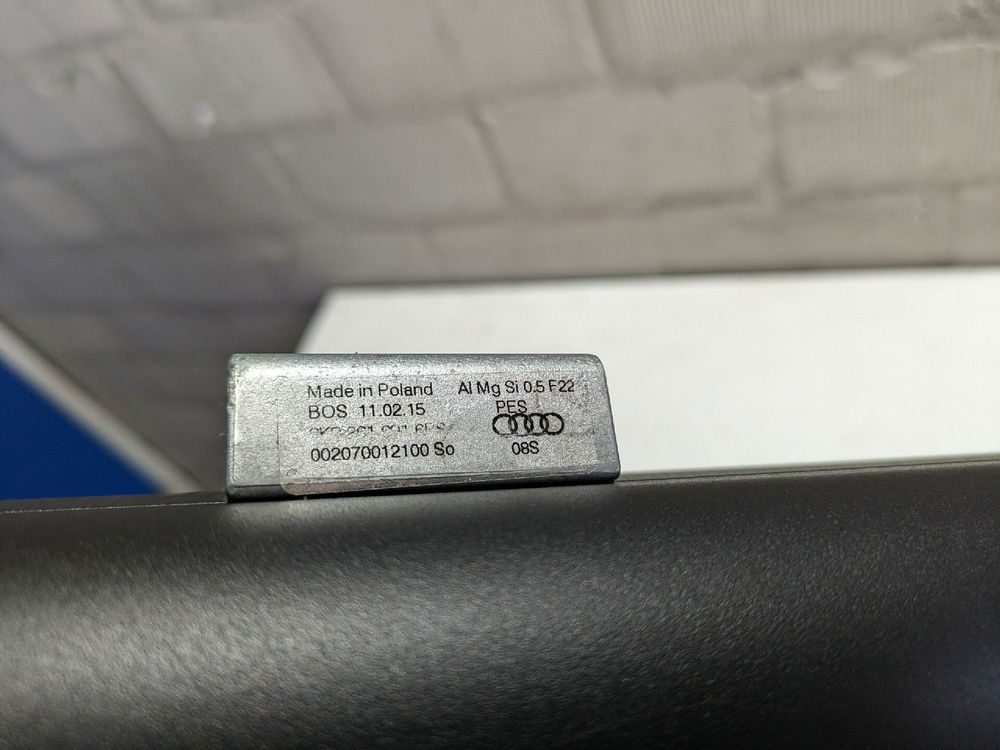 Made in Poland Al Mg Si 0.5 F22
BOS 11.02.15 PES
002070012100 So 08S